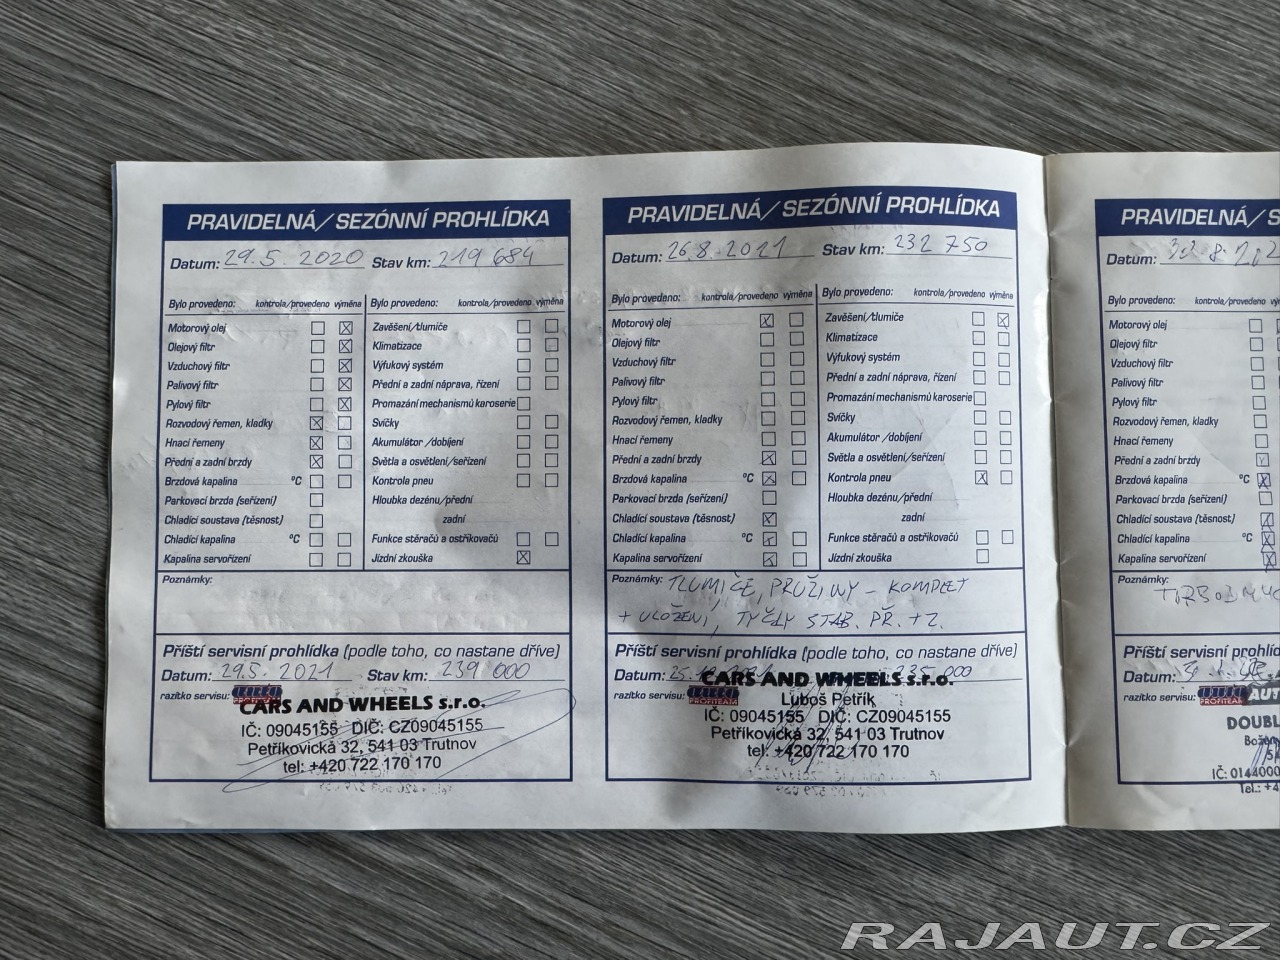 PRAVIDELNÁ/SEZÓNNÍ PROHLÍDKA
Datum: 29.5. 2020 Stav km: 219 684
Bylo provedeno: kontrola/provedeno výměna
Motorový olej
Olejový filtr
Vzduchový filtr
Palivový filtr
Pylový filtr
Rozvodový řemen, kladky
Hnací řemeny
Přední a zadní brzdy
Brzdová kapalina °C
Parkovací brzda (seřízení)
Chladící soustava (těsnost)
Chladící kapalina °C
Kapalina servořízení
Bylo provedeno: kontrola/provedeno výměna
Zavěšení/tlumiče
Klimatizace
Výfukový systém
Přední a zadní náprava, řízení
Promazání mechanismů karoserie
Svíčky
Akumulátor /dobíjení
Světla a osvětlení/seřízení
Kontrola pneu
Hloubka dezénu/přední
zadní
Funkce stěračů a ostřikovačů
Jízdní zkouška
Poznámky:
Příští servisní prohlídka (podle toho, co nastane dříve)
Datum: 29.5. 2021 Stav km: 239 000
razítko servisu: PROFITEAM
CARS AND WHEELS s.r.o.
IČ: 09045155 DIČ: CZ09045155
Petříkovická 32, 541 03 Trutnov
tel: +420 722 170 170
PRAVIDELNÁ/SEZÓNNÍ PROHLÍDKA
Datum: 26.8. 2021 Stav km: 232 750
Bylo provedeno: kontrola/provedeno výměna
Motorový olej
Olejový filtr
Vzduchový filtr
Palivový filtr
Pylový filtr
Rozvodový řemen, kladky
Hnací řemeny
Přední a zadní brzdy
Brzdová kapalina °C
Parkovací brzda (seřízení)
Chladící soustava (těsnost)
Chladící kapalina °C
Kapalina servořízení
Bylo provedeno: kontrola/provedeno výměna
Zavěšení/tlumiče
Klimatizace
Výfukový systém
Přední a zadní náprava, řízení
Promazání mechanismů karoserie
Svíčky
Akumulátor /dobíjení
Světla a osvětlení/seřízení
Kontrola pneu
Hloubka dezénu/přední
zadní
Funkce stěračů a ostřikovačů
Jízdní zkouška
Poznámky: TLUMIČE, PRUŽINY - KOMPLET
+ ULOŽENÍ, TYČKY STAB. PŘ. + Z.
Příští servisní prohlídka (podle toho, co nastane dříve)
Datum: Stav km: 235 000
razítko servisu: PROFITEAM
CARS AND WHEELS s.r.o.
Luboš Petřík
IČ: 09045155 DIČ: CZ09045155
Petříkovická 32, 541 03 Trutnov
tel: +420 722 170 170
PRAVIDELNÁ/S
Datum:
Bylo provedeno: kontrola/provedeno
Motorový olej
Olejový filtr
Vzduchový filtr
Palivový filtr
Pylový filtr
Rozvodový řemen, kladky
Hnací řemeny
Přední a zadní brzdy
Brzdová kapalina °C
Parkovací brzda (seřízení)
Chladící soustava (těsnost)
Chladící kapalina °C
Kapalina servořízení
Poznámky:
Příští servisní prohlíd
Datum:
razítko servisu: PROFITEAM AUT
DOUBL
IČ: 0144000
Tel.: +4
RAJAUT.CZ